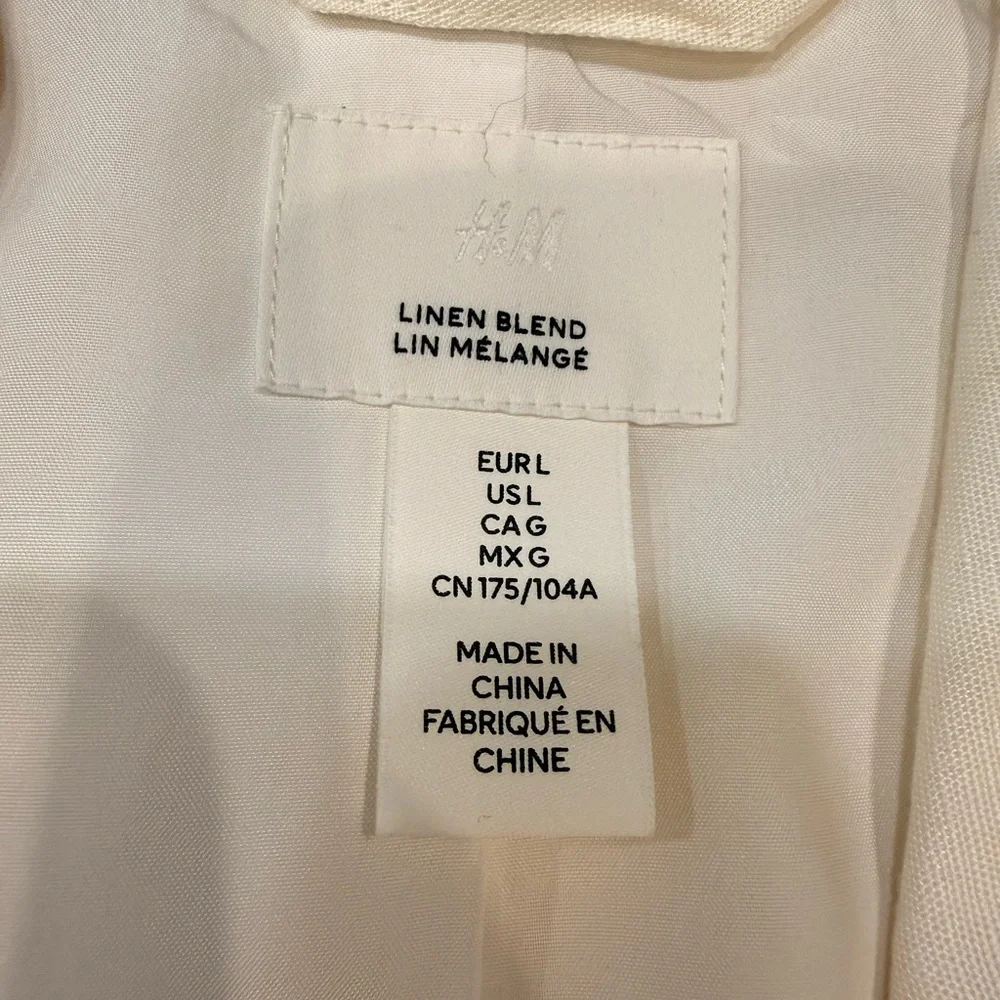 H&M
LINEN BLEND
LIN MÉLANGÉ
EUR L
US L
CA G
MX G
CN 175/104A
MADE IN
CHINA
FABRIQUÉ EN
CHINE